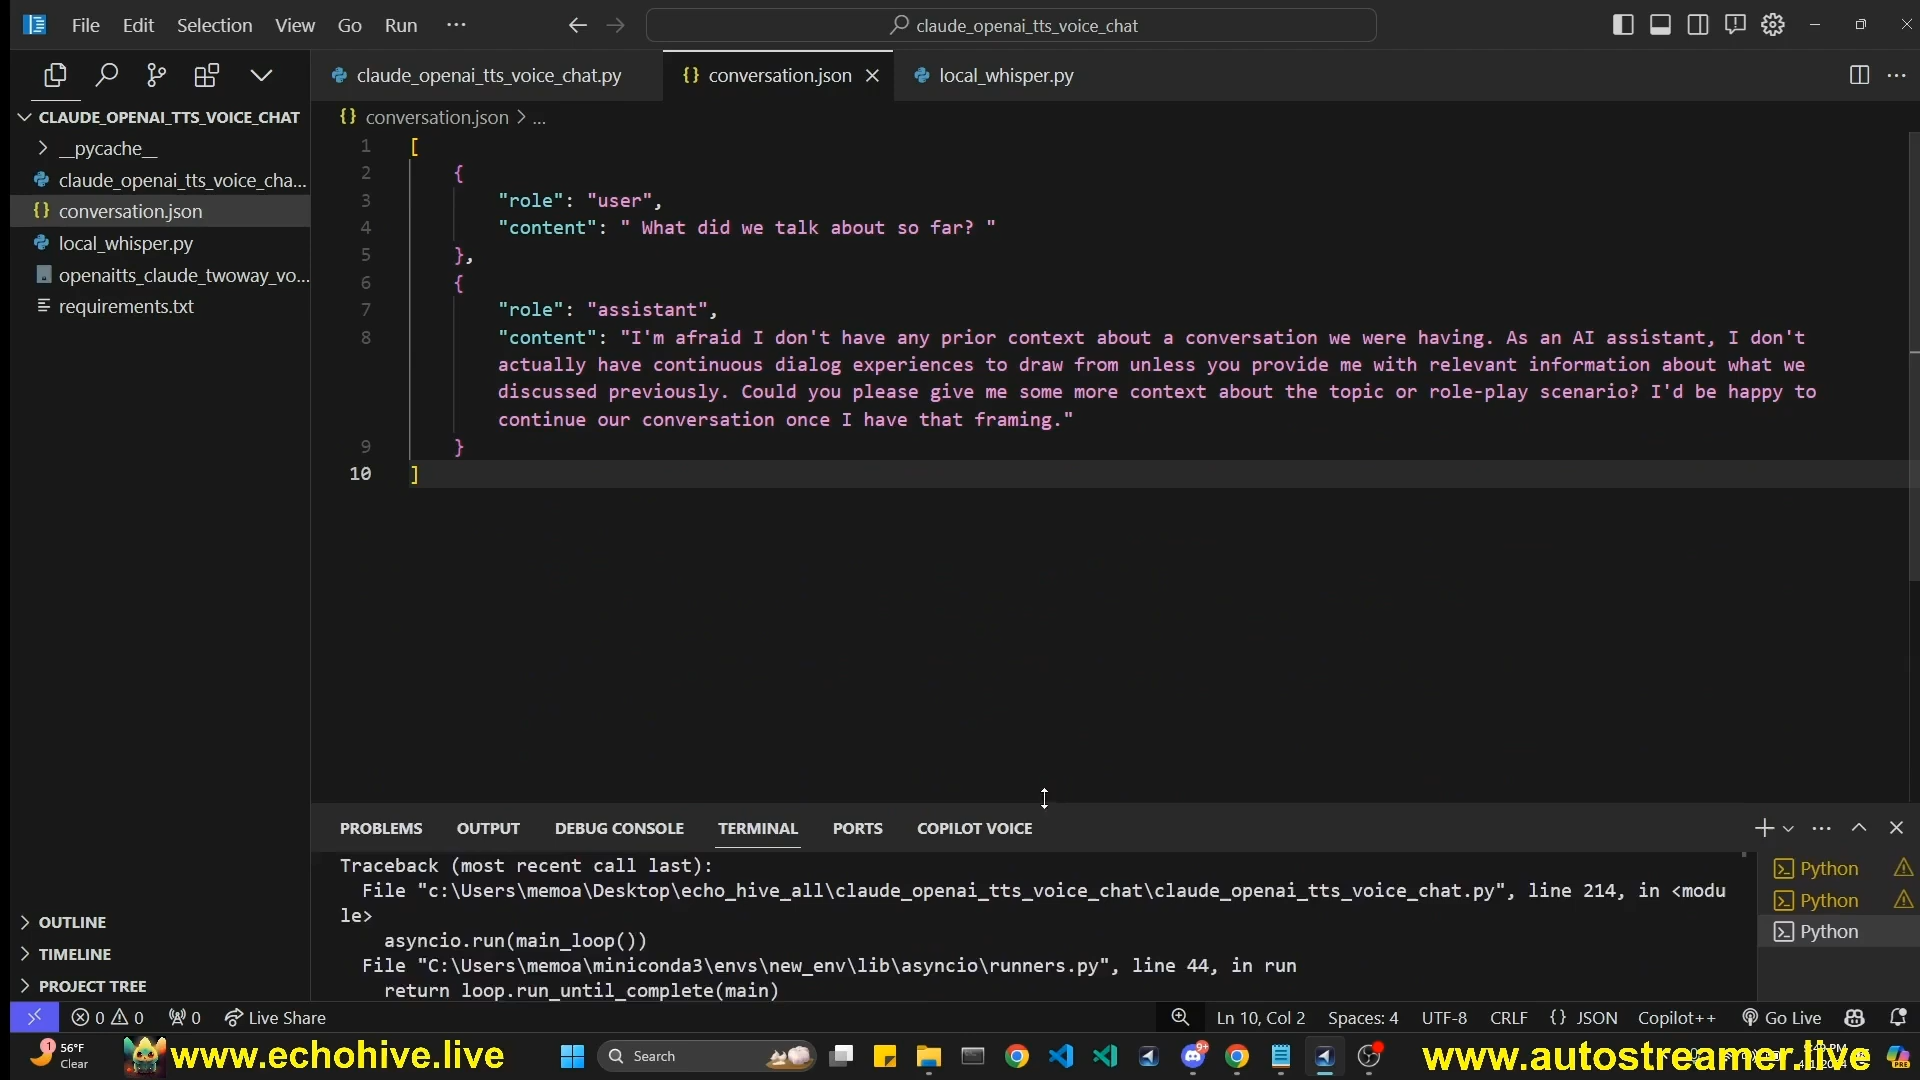 File Edit Selection View Go Run ···
claude_openai_tts_voice_chat
claude_openai_tts_voice_chat.py
{} conversation.json
local_whisper.py
CLAUDE_OPENAI_TTS_VOICE_CHAT
__pycache__
claude_openai_tts_voice_cha...
{} conversation.json
local_whisper.py
openaitts_claude_twoway_vo...
requirements.txt
OUTLINE
TIMELINE
PROJECT TREE
{} conversation.json > ...
1 [
2 {
3 "role": "user",
4 "content": " What did we talk about so far? "
5 },
6 {
7 "role": "assistant",
8 "content": "I'm afraid I don't have any prior context about a conversation we were having. As an AI assistant, I don't
actually have continuous dialog experiences to draw from unless you provide me with relevant information about what we
discussed previously. Could you please give me some more context about the topic or role-play scenario? I'd be happy to
continue our conversation once I have that framing."
9 }
10 ]
PROBLEMS OUTPUT DEBUG CONSOLE TERMINAL PORTS COPILOT VOICE
Traceback (most recent call last):
File "c:\Users\memoa\Desktop\echo_hive_all\claude_openai_tts_voice_chat\claude_openai_tts_voice_chat.py", line 214, in <modu
le>
asyncio.run(main_loop())
File "C:\Users\memoa\miniconda3\envs\new_env\lib\asyncio\runners.py", line 44, in run
return loop.run_until_complete(main)
Python
Python
Python
0 0 0 Live Share
Ln 10, Col 2 Spaces: 4 UTF-8 CRLF {} JSON Copilot++ Go Live
1 56°F
Clear
www.echohive.live
Search
9+
www.autostreamer.live
PRE